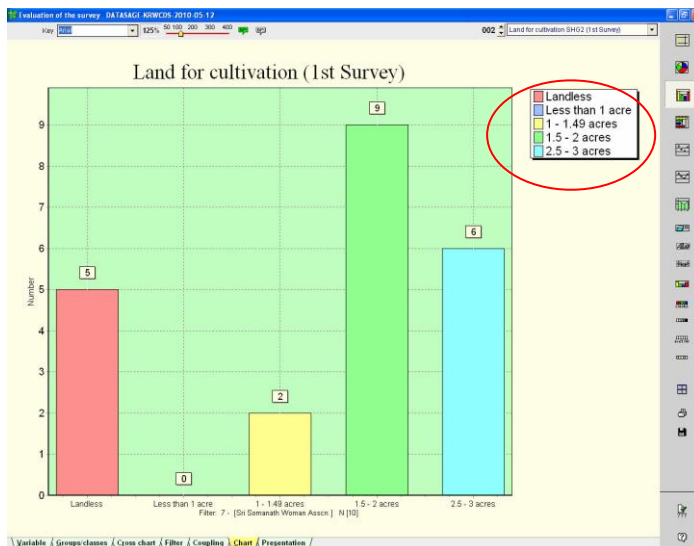 Evaluation of the survey DATASAGE-KRWCDS-2010-05-12
Key Arial 125% 50 100 200 300 400 002 Land for cultivation SHG2 (1st Survey)
Land for cultivation (1st Survey)
Landless
Less than 1 acre
1 - 1.49 acres
1.5 - 2 acres
2.5 - 3 acres
Number
9
8
7
6
5
4
3
2
1
0
5
0
2
9
6
Landless Less than 1 acre 1 - 1.49 acres 1.5 - 2 acres 2.5 - 3 acres
Filter: 7 - [Sri Samanath Woman Asscn.] N [10]
Variable Groups/classes Cross chart Filter Coupling Chart Presentation